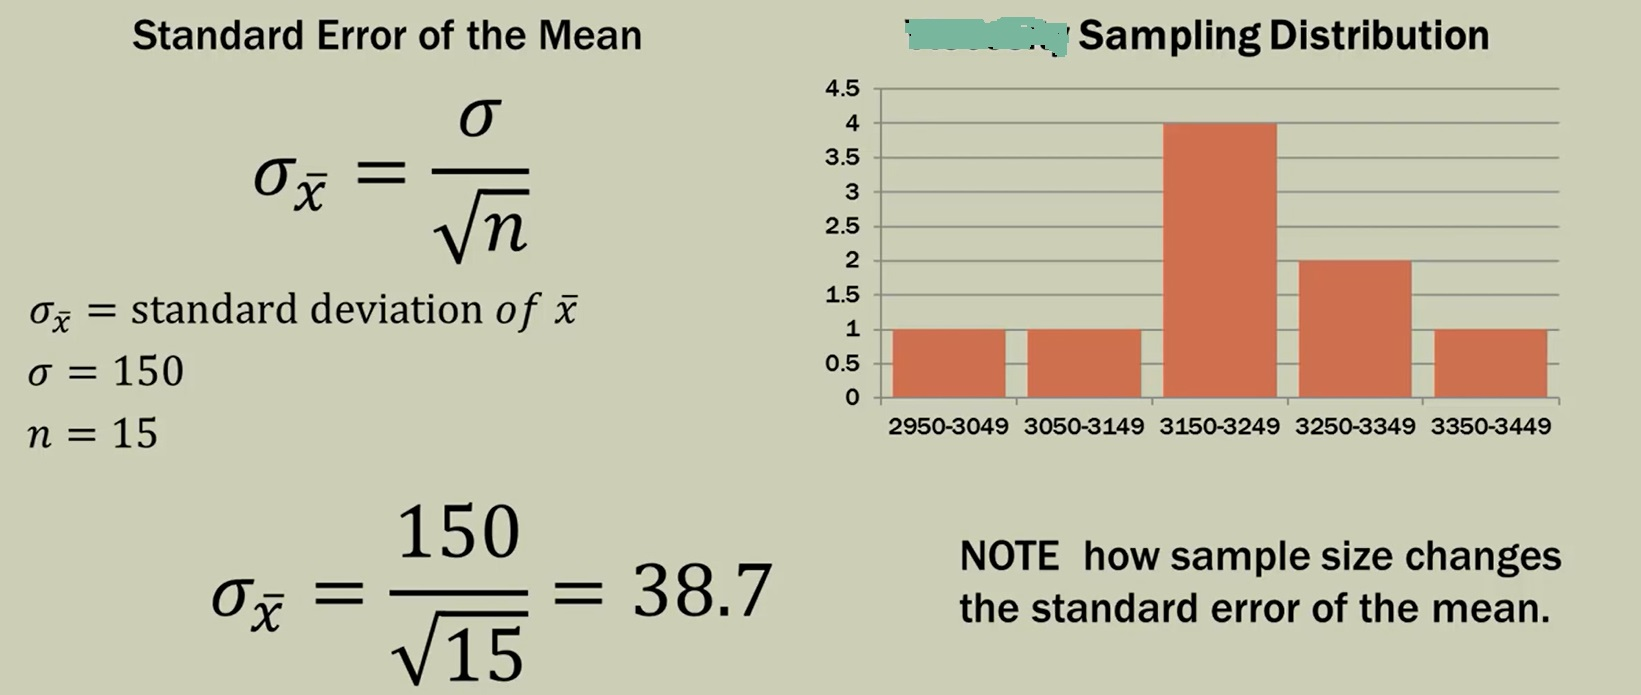 Standard Error of the Mean
σx̄ = σ/√n
σx̄ = standard deviation of x̄
σ = 150
n = 15
σx̄ = 150/√15 = 38.7
Sampling Distribution
4.5
4
3.5
3
2.5
2
1.5
1
0.5
0
2950-3049 3050-3149 3150-3249 3250-3349 3350-3449
NOTE how sample size changes
the standard error of the mean.